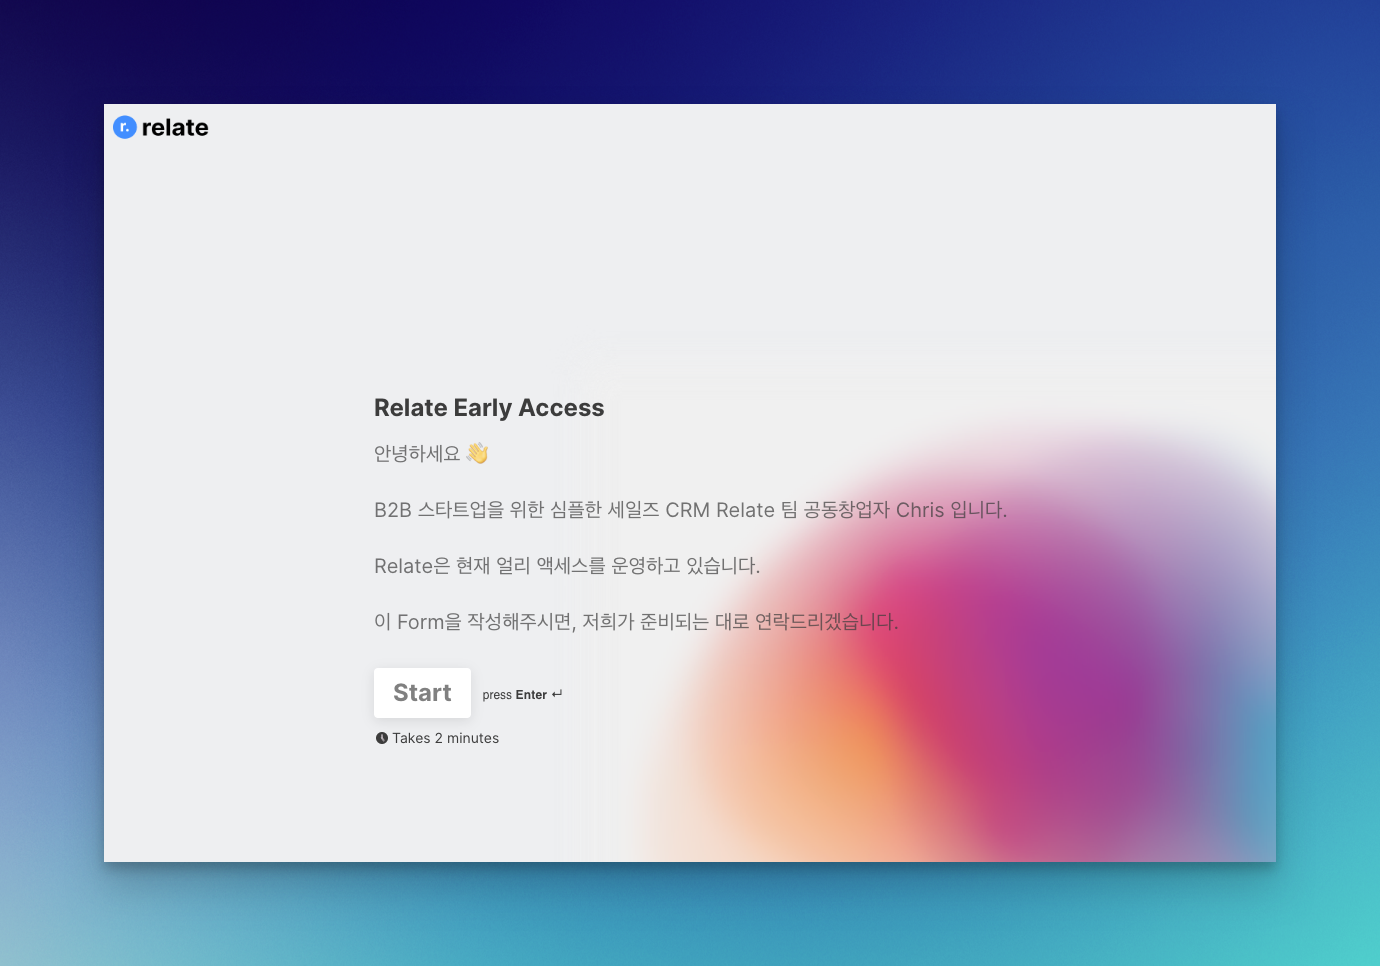 r. relate
Relate Early Access
안녕하세요 👋
B2B 스타트업을 위한 심플한 세일즈 CRM Relate 팀 공동창업자 Chris 입니다.
Relate은 현재 얼리 액세스를 운영하고 있습니다.
이 Form을 작성해주시면, 저희가 준비되는 대로 연락드리겠습니다.
Start press Enter ↵
Takes 2 minutes